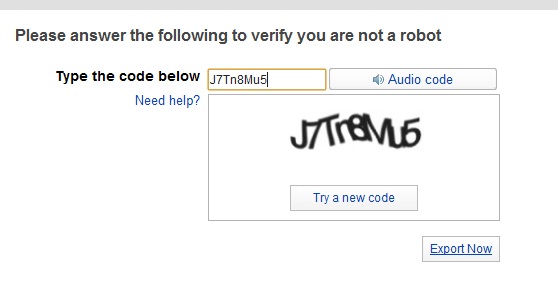 Please answer the following to verify you are not a robot
Type the code below J7Tn8Mu5 Audio code
Need help?
J7Tn8Mu5
Try a new code
Export Now